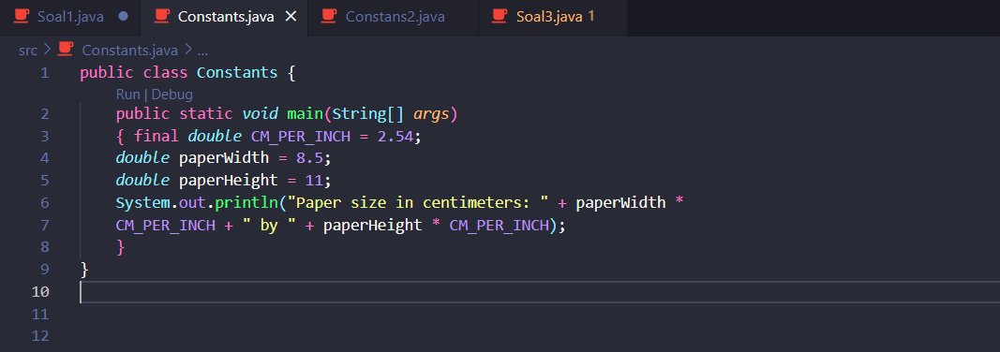 Soal1.java Constants.java Constans2.java Soal3.java 1
src > Constants.java > ...
1 public class Constants {
Run | Debug
2 public static void main(String[] args)
3 { final double CM_PER_INCH = 2.54;
4 double paperWidth = 8.5;
5 double paperHeight = 11;
6 System.out.println("Paper size in centimeters: " + paperWidth *
7 CM_PER_INCH + " by " + paperHeight * CM_PER_INCH);
8 }
9 }
10
11
12